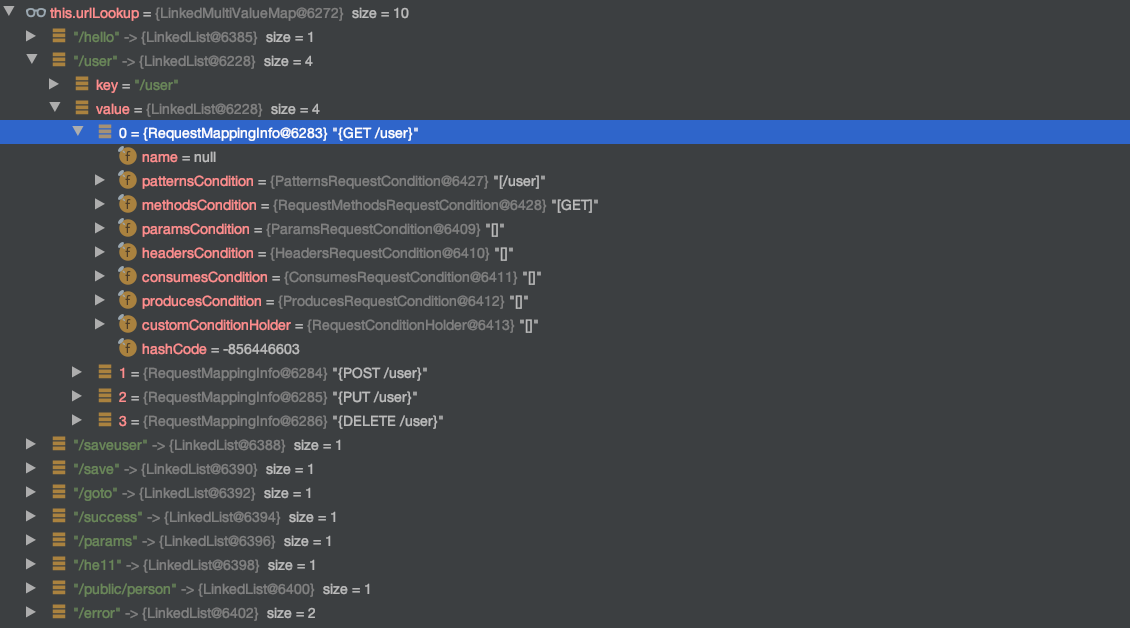 this.urlLookup = {LinkedMultiValueMap@6272} size = 10
"/hello" -> {LinkedList@6385} size = 1
"/user" -> {LinkedList@6228} size = 4
key = "/user"
value = {LinkedList@6228} size = 4
0 = {RequestMappingInfo@6283} "{GET /user}"
f name = null
f patternsCondition = {PatternsRequestCondition@6427} "[/user]"
f methodsCondition = {RequestMethodsRequestCondition@6428} "[GET]"
f paramsCondition = {ParamsRequestCondition@6409} "[]"
f headersCondition = {HeadersRequestCondition@6410} "[]"
f consumesCondition = {ConsumesRequestCondition@6411} "[]"
f producesCondition = {ProducesRequestCondition@6412} "[]"
f customConditionHolder = {RequestConditionHolder@6413} "[]"
f hashCode = -856446603
1 = {RequestMappingInfo@6284} "{POST /user}"
2 = {RequestMappingInfo@6285} "{PUT /user}"
3 = {RequestMappingInfo@6286} "{DELETE /user}"
"/saveuser" -> {LinkedList@6388} size = 1
"/save" -> {LinkedList@6390} size = 1
"/goto" -> {LinkedList@6392} size = 1
"/success" -> {LinkedList@6394} size = 1
"/params" -> {LinkedList@6396} size = 1
"/he11" -> {LinkedList@6398} size = 1
"/public/person" -> {LinkedList@6400} size = 1
"/error" -> {LinkedList@6402} size = 2